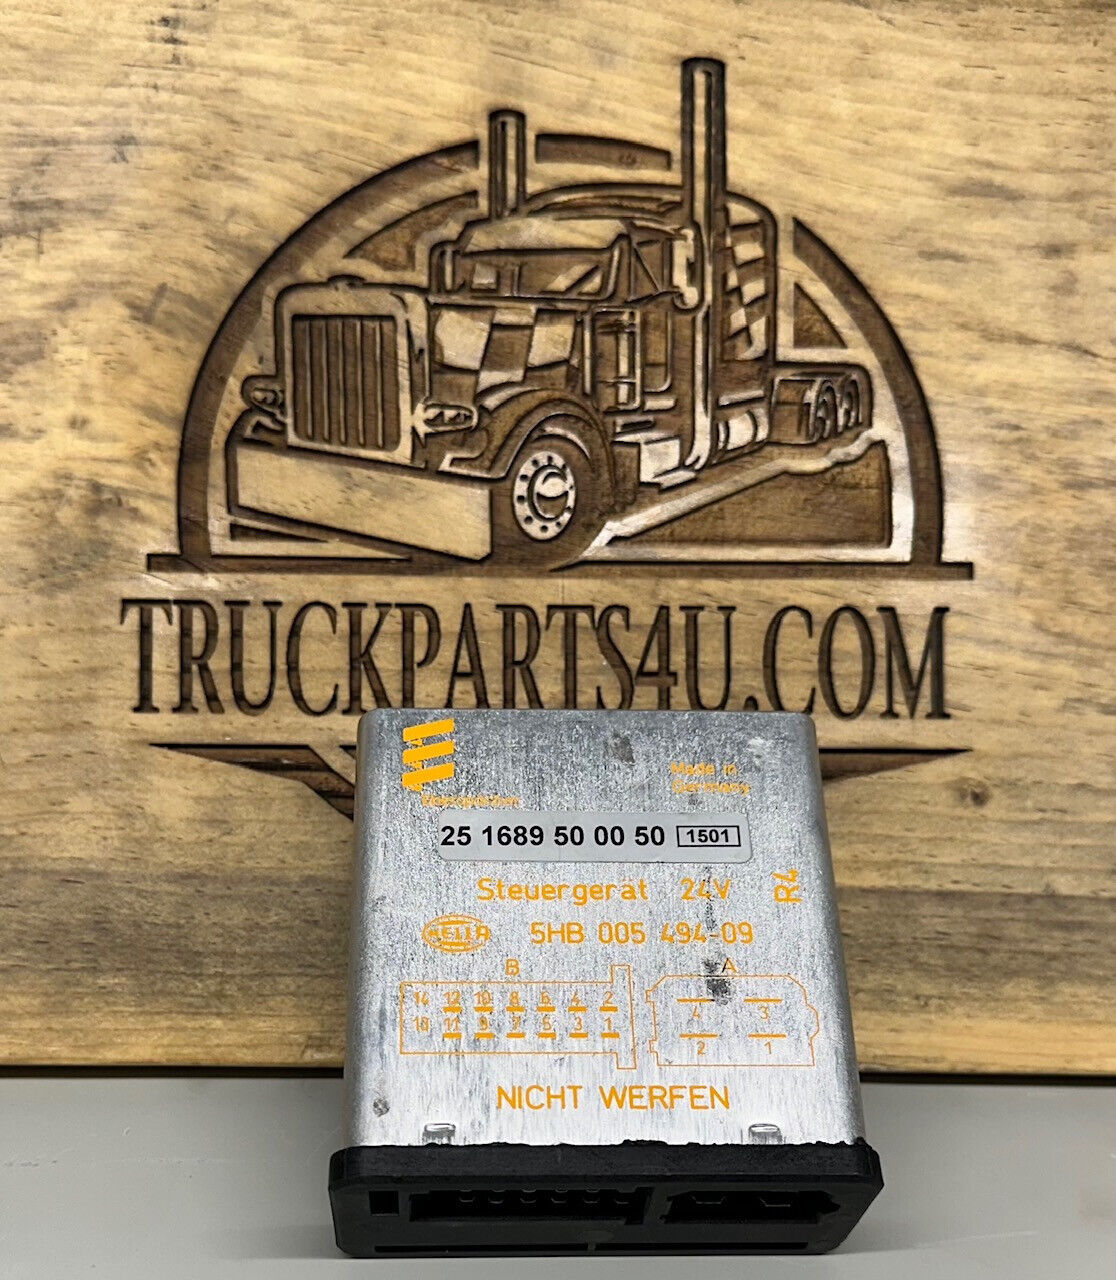 TRUCKPARTS4U.COM
Eberspächer
Made in
Germany
25 1689 50 00 50 1501
Steuergerät 24V
R4
HELLA 5HB 005 494-09
B A
14 12 10 8 6 4 2
11 9 7 5 3 1
4 3
2 1
NICHT WERFEN